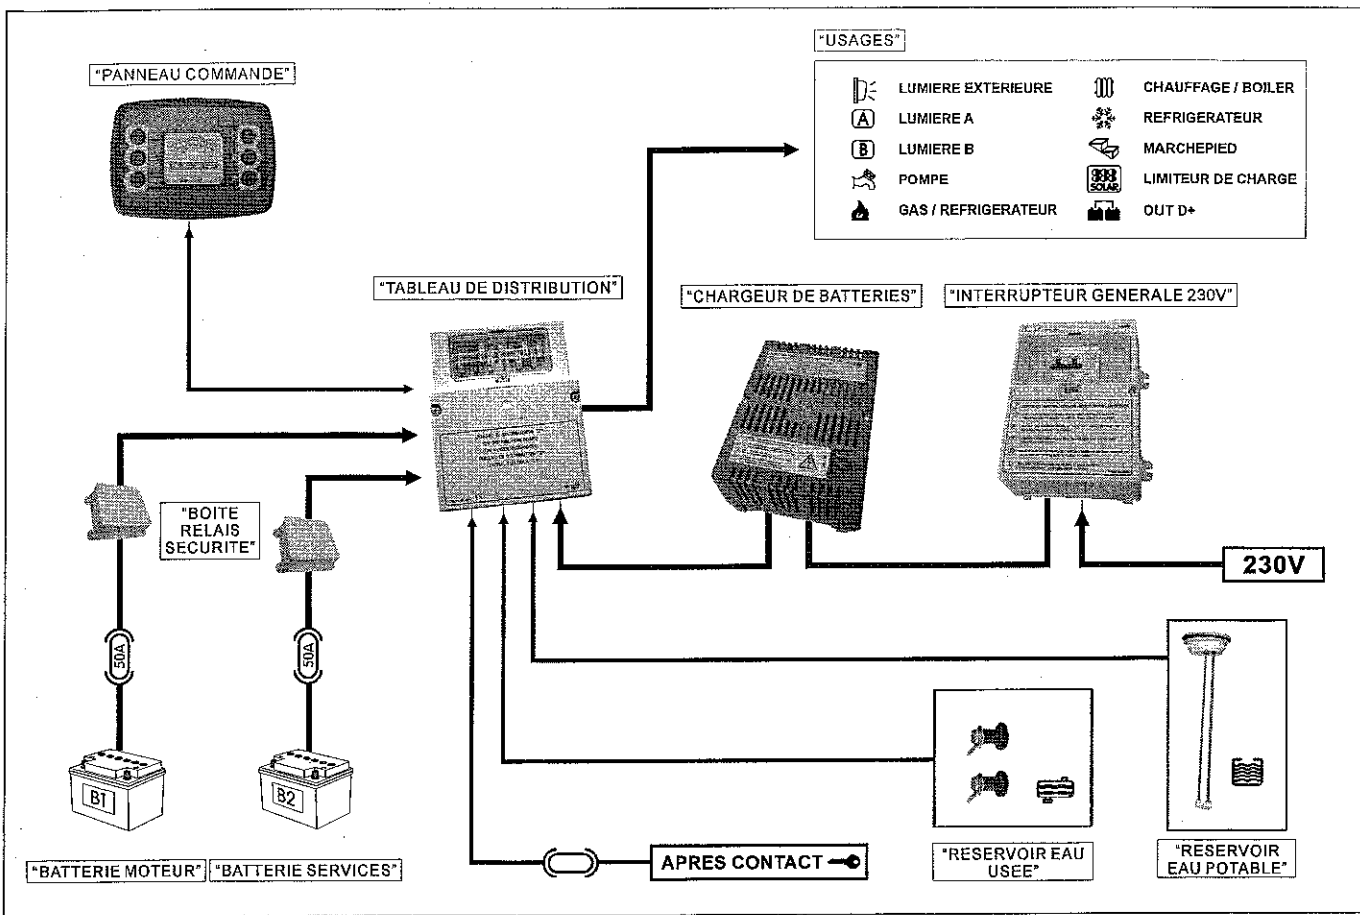 "USAGES"
"PANNEAU COMMANDE"
LUMIERE EXTERIEURE
CHAUFFAGE / BOILER
A
LUMIERE A
REFRIGERATEUR
B
LUMIERE B
MARCHEPIED
POMPE
SOLAR
LIMITEUR DE CHARGE
GAS / REFRIGERATEUR
OUT D+
"TABLEAU DE DISTRIBUTION"
"CHARGEUR DE BATTERIES"
"INTERRUPTEUR GENERALE 230V"
"BOITE
RELAIS
SECURITE"
230V
50A
50A
B1
B2
APRES CONTACT
"BATTERIE MOTEUR"
"BATTERIE SERVICES"
"RESERVOIR EAU
USEE"
"RESERVOIR
EAU POTABLE"